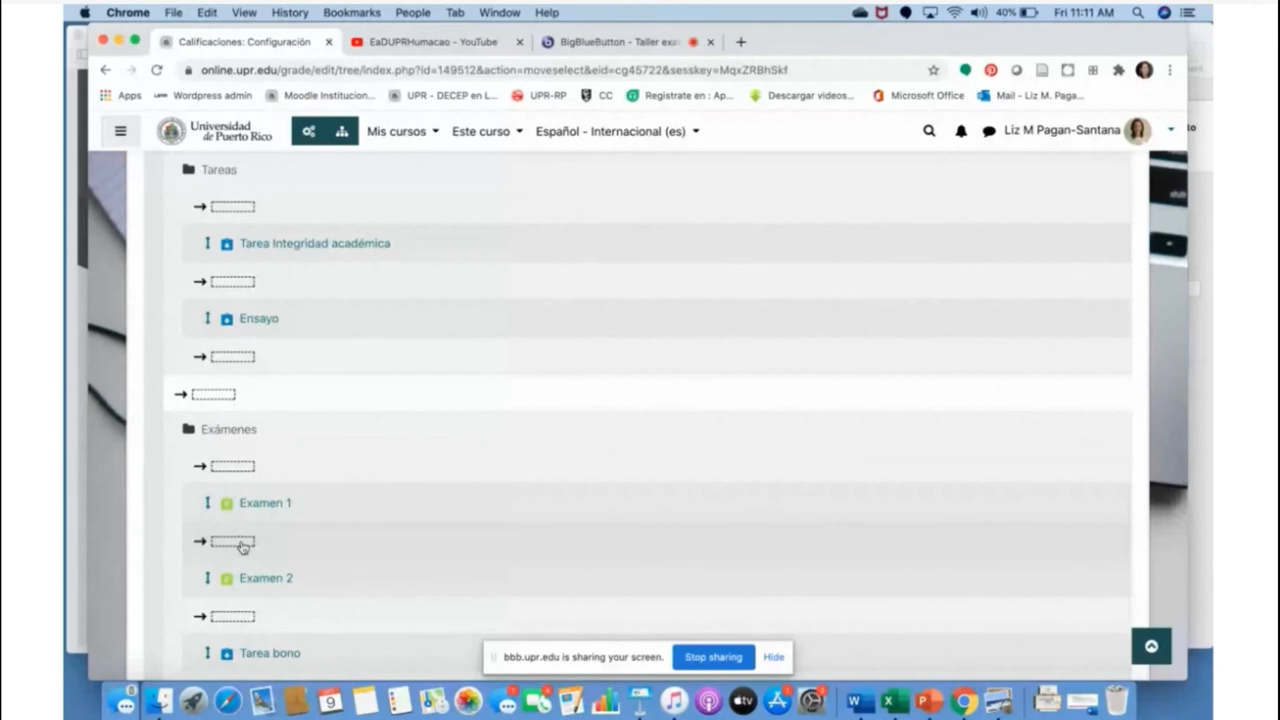 Chrome File Edit View History Bookmarks People Tab Window Help 40% Fri 11:11 AM
Calificaciones: Configuración EaDUPRHumacao - YouTube BigBlueButton - Taller exa
online.upr.edu/grade/edit/tree/index.php?id=149512&action=moveselect&eid=cg45722&sesskey=MqxZRBhSkf
Apps Wordpress admin Moodle Institucion... UPR - DECEP en L... UPR-RP CC Registrate en : Ap... Descargar videos... Microsoft Office Mail - Liz M. Paga...
Universidad de Puerto Rico
Mis cursos Este curso Español - Internacional (es) Liz M Pagan-Santana
Tareas
Tarea Integridad académica
Ensayo
Exámenes
Examen 1
Examen 2
Tarea bono
bbb.upr.edu is sharing your screen. Stop sharing Hide